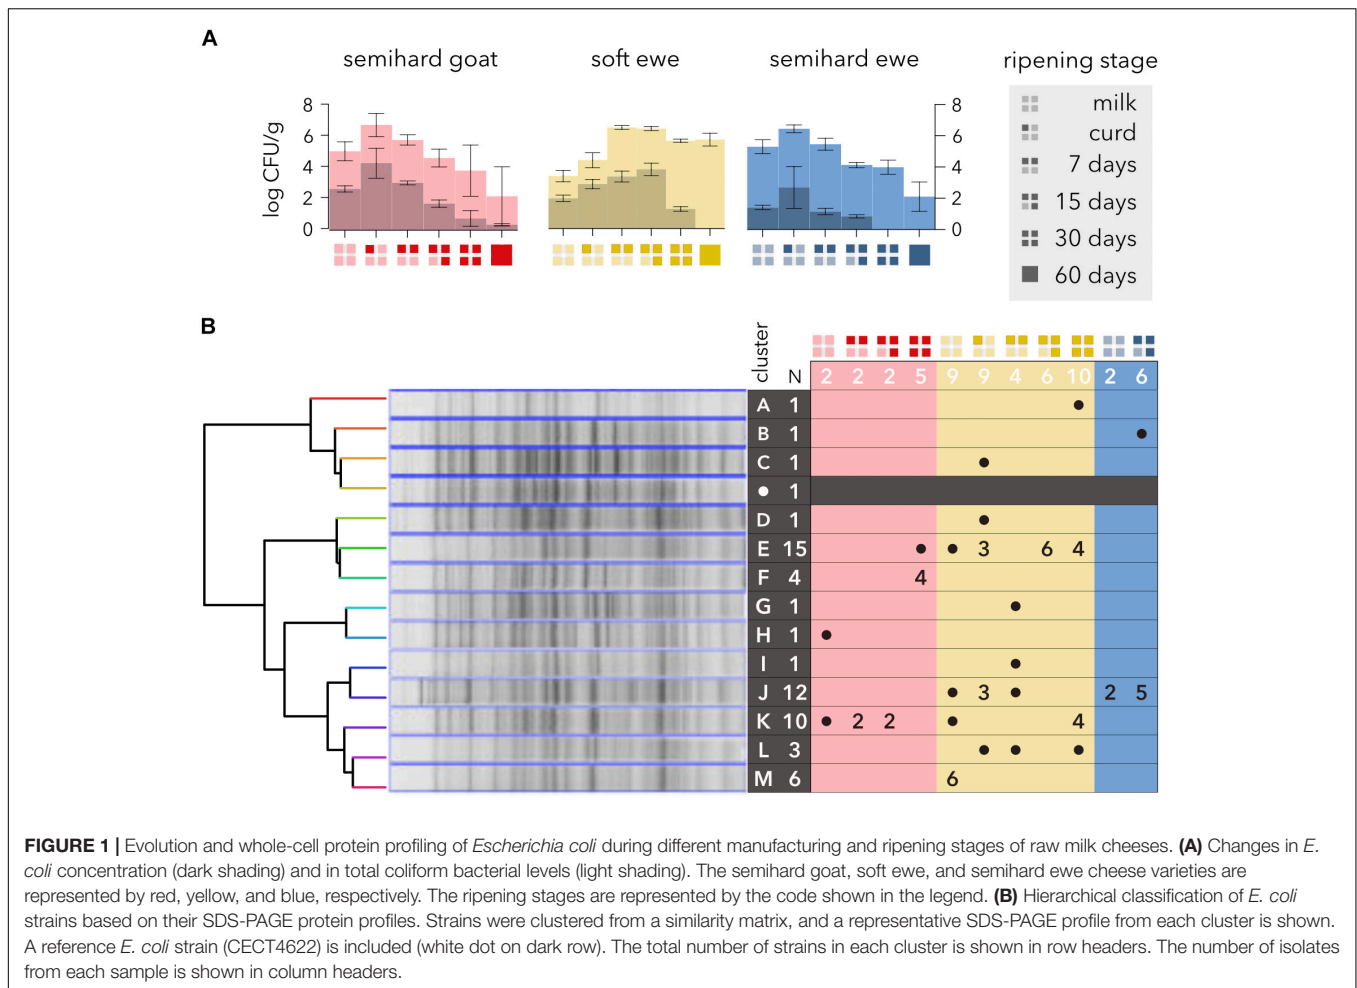 A
semihard goat
soft ewe
semihard ewe
ripening stage
8
6
4
2
0
log CFU/g
8
6
4
2
0
milk
curd
7 days
15 days
30 days
60 days
B
cluster N
2 2 2 5 9 9 4 6 10 2 6
A 1
B 1
C 1
1
D 1
E 15 3 6 4
F 4 4
G 1
H 1
I 1
J 12 3 2 5
K 10 2 2 4
L 3
M 6 6
FIGURE 1 | Evolution and whole-cell protein profiling of Escherichia coli during different manufacturing and ripening stages of raw milk cheeses. (A) Changes in E.
coli concentration (dark shading) and in total coliform bacterial levels (light shading). The semihard goat, soft ewe, and semihard ewe cheese varieties are
represented by red, yellow, and blue, respectively. The ripening stages are represented by the code shown in the legend. (B) Hierarchical classification of E. coli
strains based on their SDS-PAGE protein profiles. Strains were clustered from a similarity matrix, and a representative SDS-PAGE profile from each cluster is shown.
A reference E. coli strain (CECT4622) is included (white dot on dark row). The total number of strains in each cluster is shown in row headers. The number of isolates
from each sample is shown in column headers.